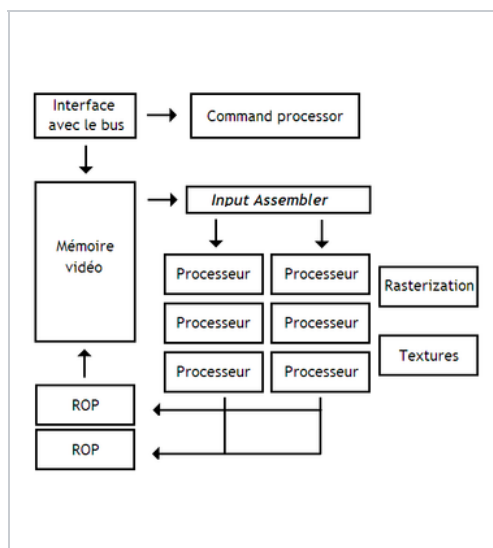 Interface
avec le bus
Command processor
Mémoire
vidéo
Input Assembler
Processeur
Processeur
Rasterization
Processeur
Processeur
Textures
Processeur
Processeur
ROP
ROP